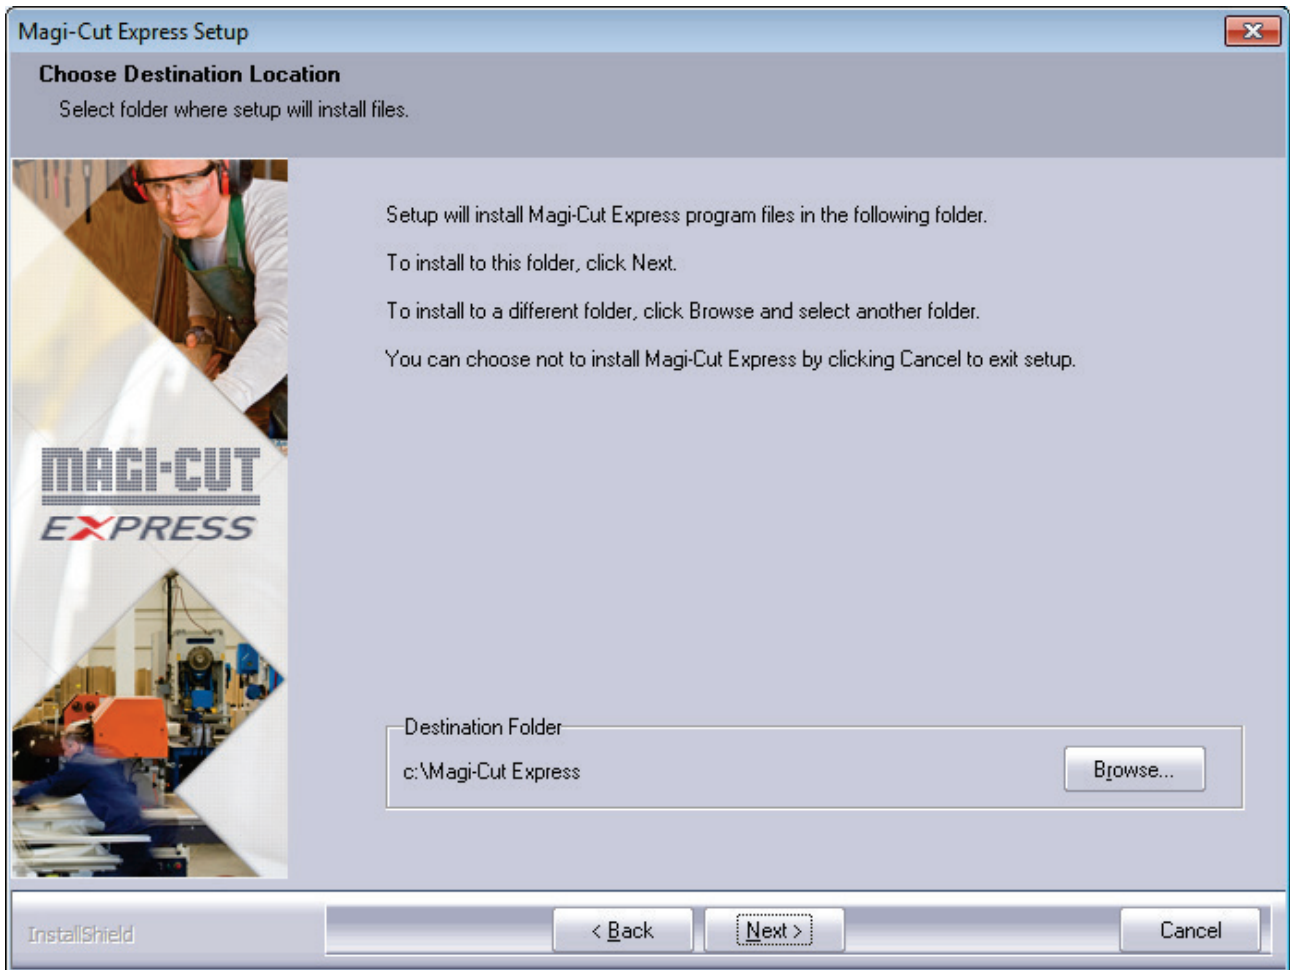 Magi-Cut Express Setup
Choose Destination Location
Select folder where setup will install files.
Setup will install Magi-Cut Express program files in the following folder.
To install to this folder, click Next.
To install to a different folder, click Browse and select another folder.
You can choose not to install Magi-Cut Express by clicking Cancel to exit setup.
MAGI-CUT
EXPRESS
Destination Folder
c:\Magi-Cut Express
Browse...
InstallShield
< Back
Next >
Cancel